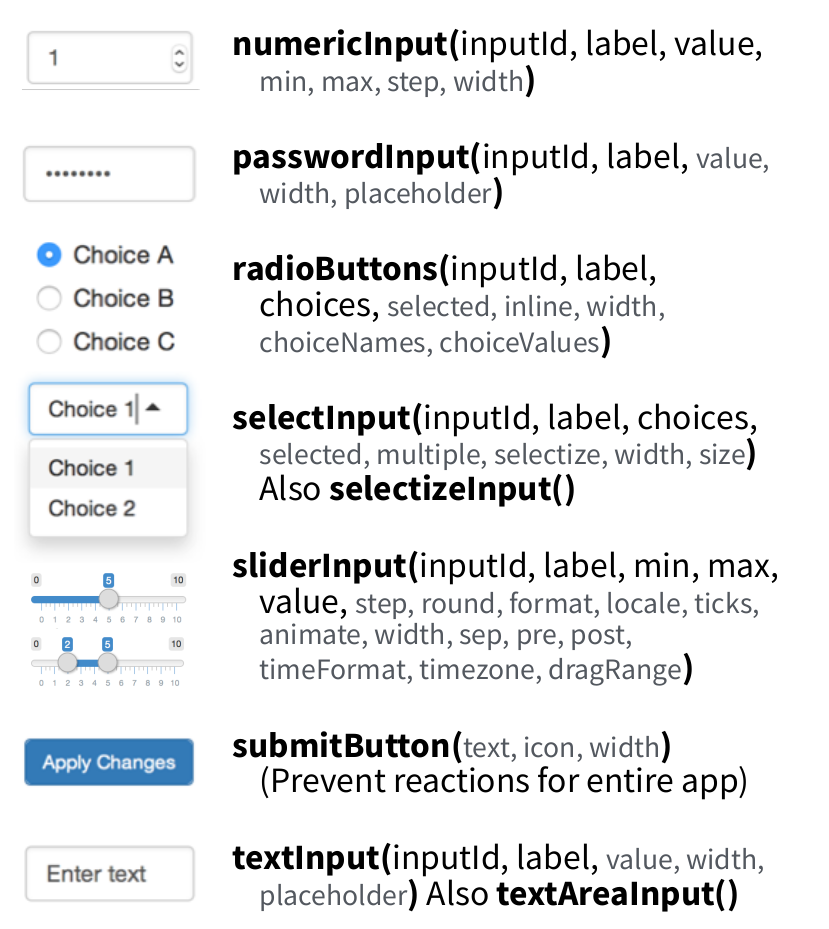 1
numericInput(inputId, label, value,
min, max, step, width)
••••••••
passwordInput(inputId, label, value,
width, placeholder)
Choice A
Choice B
Choice C
radioButtons(inputId, label,
choices, selected, inline, width,
choiceNames, choiceValues)
Choice 1
Choice 1
Choice 2
selectInput(inputId, label, choices,
selected, multiple, selectize, width, size)
Also selectizeInput()
0 5 10
0 1 2 3 4 5 6 7 8 9 10
0 2 5 10
0 1 2 3 4 5 6 7 8 9 10
sliderInput(inputId, label, min, max,
value, step, round, format, locale, ticks,
animate, width, sep, pre, post,
timeFormat, timezone, dragRange)
Apply Changes
submitButton(text, icon, width)
(Prevent reactions for entire app)
Enter text
textInput(inputId, label, value, width,
placeholder) Also textAreaInput()